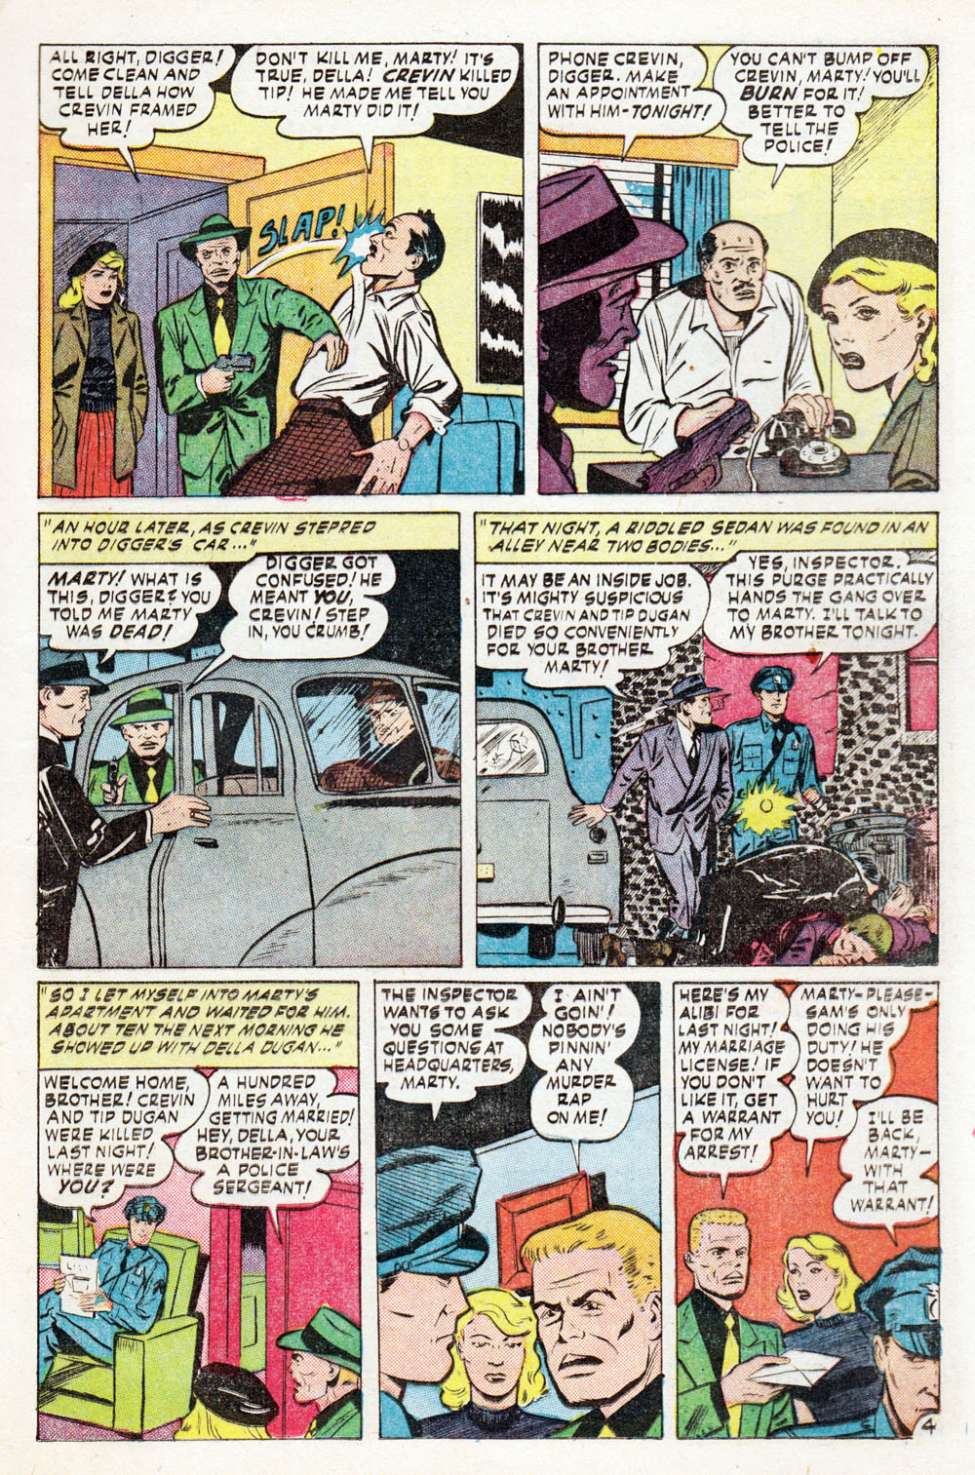 ALL RIGHT, DIGGER!
COME CLEAN AND
TELL DELLA HOW
CREVIN FRAMED
HER!
DON'T KILL ME, MARTY! IT'S
TRUE, DELLA! CREVIN KILLED
TIP! HE MADE ME TELL YOU
MARTY DID IT!
SLAP!
PHONE CREVIN,
DIGGER. MAKE
AN APPOINTMENT
WITH HIM-TONIGHT!
YOU CAN'T BUMP OFF
CREVIN, MARTY! YOU'LL
BURN FOR IT!
BETTER TO
TELL THE
POLICE!
"AN HOUR LATER, AS CREVIN STEPPED
INTO DIGGER'S CAR..."
MARTY! WHAT IS
THIS, DIGGER? YOU
TOLD ME MARTY
WAS DEAD!
DIGGER GOT
CONFUSED! HE
MEANT YOU,
CREVIN! STEP
IN, YOU CRUMB!
"THAT NIGHT, A RIDDLED SEDAN WAS FOUND IN AN
ALLEY NEAR TWO BODIES..."
IT MAY BE AN INSIDE JOB.
IT'S MIGHTY SUSPICIOUS
THAT CREVIN AND TIP DUGAN
DIED SO CONVENIENTLY
FOR YOUR BROTHER
MARTY!
YES, INSPECTOR.
THIS PURGE PRACTICALLY
HANDS THE GANG OVER
TO MARTY. I'LL TALK TO
MY BROTHER TONIGHT.
"SO I LET MYSELF INTO MARTY'S
APARTMENT AND WAITED FOR HIM.
ABOUT TEN THE NEXT MORNING HE
SHOWED UP WITH DELLA DUGAN..."
WELCOME HOME,
BROTHER! CREVIN
AND TIP DUGAN
WERE KILLED
LAST NIGHT!
WHERE WERE
YOU?
A HUNDRED
MILES AWAY,
GETTING MARRIED!
HEY, DELLA, YOUR
BROTHER-IN-LAW'S
A POLICE
SERGEANT!
THE INSPECTOR
WANTS TO ASK
YOU SOME
QUESTIONS AT
HEADQUARTERS,
MARTY.
I AIN'T
GOIN'!
NOBODY'S
PINNIN'
ANY
MURDER
RAP
ON ME!
HERE'S MY
ALIBI FOR
LAST NIGHT!
MY MARRIAGE
LICENSE! IF
YOU DON'T
LIKE IT, GET
A WARRANT
FOR MY
ARREST!
MARTY-PLEASE-
SAM'S ONLY
DOING HIS
DUTY! HE
DOESN'T
WANT TO
HURT
YOU!
I'LL BE
BACK,
MARTY-
WITH
THAT
WARRANT!
4